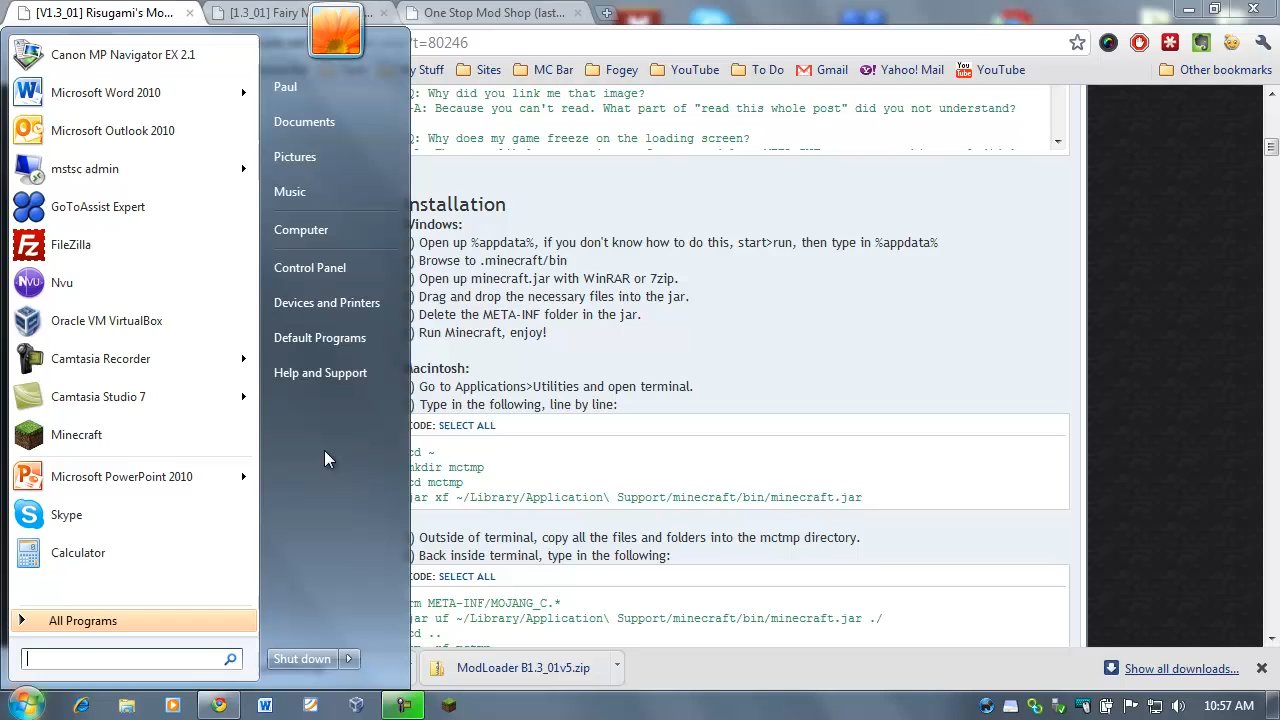 [V1.3_01] Risugami's Mo...
[1.3_01] Fairy M
One Stop Mod Shop (last...
?t=80246
y Stuff
Sites
MC Bar
Fogey
YouTube
To Do
Gmail
Yahoo! Mail
YouTube
Other bookmarks
Canon MP Navigator EX 2.1
Microsoft Word 2010
Microsoft Outlook 2010
mstsc admin
GoToAssist Expert
FileZilla
Nvu
Oracle VM VirtualBox
Camtasia Recorder
Camtasia Studio 7
Minecraft
Microsoft PowerPoint 2010
Skype
Calculator
All Programs
Paul
Documents
Pictures
Music
Computer
Control Panel
Devices and Printers
Default Programs
Help and Support
Shut down
Q: Why did you link me that image?
A: Because you can't read. What part of "read this whole post" did you not understand?
Q: Why does my game freeze on the loading screen?
nstallation
Windows:
) Open up %appdata%, if you don't know how to do this, start>run, then type in %appdata%
) Browse to .minecraft/bin
) Open up minecraft.jar with WinRAR or 7zip.
) Drag and drop the necessary files into the jar.
) Delete the META-INF folder in the jar.
) Run Minecraft, enjoy!
acintosh:
) Go to Applications>Utilities and open terminal.
) Type in the following, line by line:
CODE: SELECT ALL
cd ~
mkdir mctmp
cd mctmp
jar xf ~/Library/Application\ Support/minecraft/bin/minecraft.jar
) Outside of terminal, copy all the files and folders into the mctmp directory.
) Back inside terminal, type in the following:
CODE: SELECT ALL
rm META-INF/MOJANG_C.*
jar uf ~/Library/Application\ Support/minecraft/bin/minecraft.jar ./
cd ..
ModLoader B1.3_01v5.zip
Show all downloads...
10:57 AM